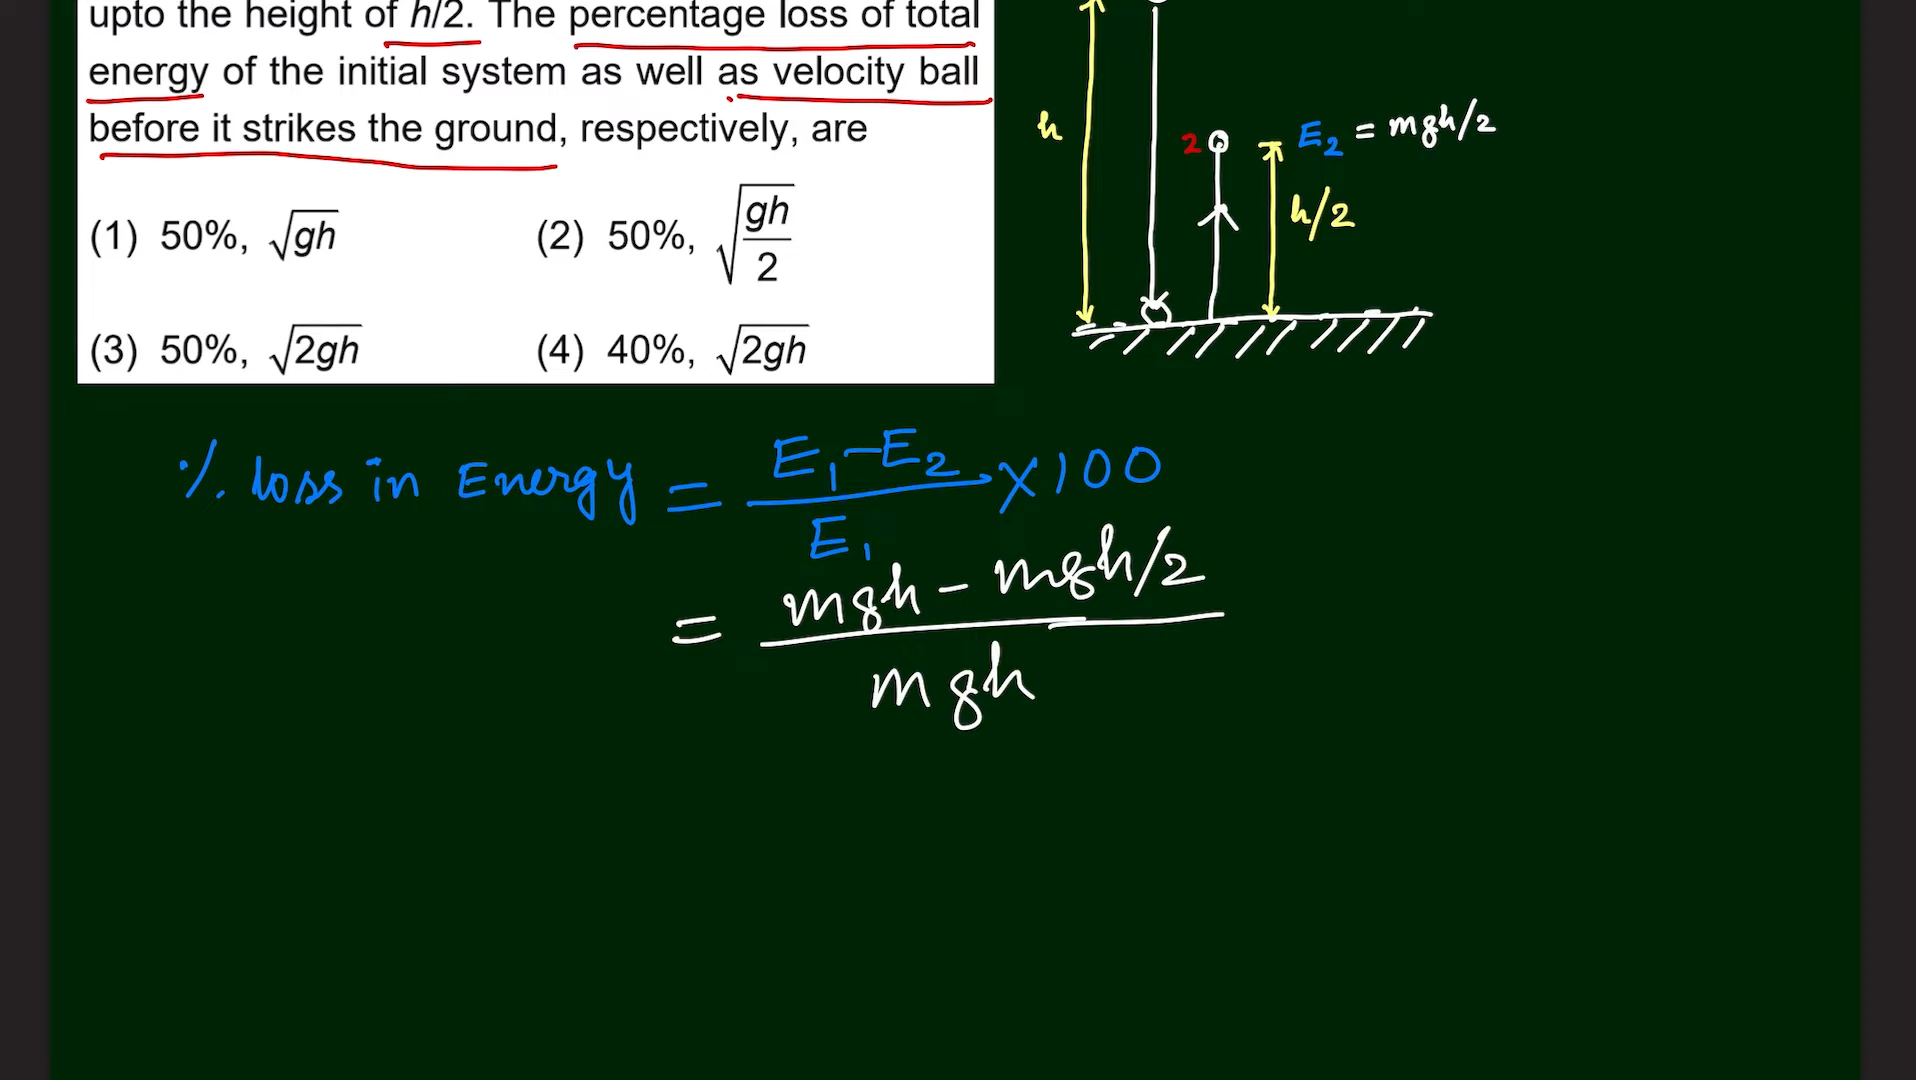 upto the height of h/2. The percentage loss of total
energy of the initial system as well as velocity ball
before it strikes the ground, respectively, are
(1) 50%, √gh (2) 50%, √gh/2
(3) 50%, √2gh (4) 40%, √2gh
h
2 E₂ = mgh/2
h/2
% loss in Energy = E₁-E₂/E₁ × 100
= mgh - mgh/2 / mgh